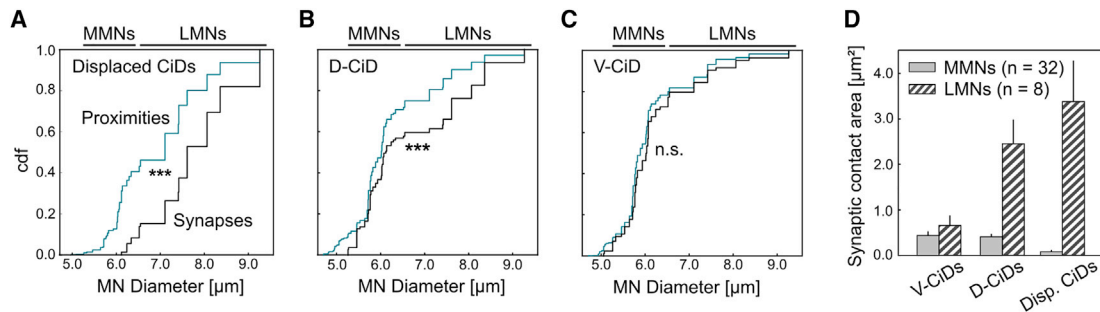 A
MMNs LMNs
Displaced CiDs
Proximities
***
Synapses
cdf
1.0
0.8
0.6
0.4
0.2
0.0
5.0 6.0 7.0 8.0 9.0
MN Diameter [µm]
B
MMNs LMNs
D-CiD
***
5.0 6.0 7.0 8.0 9.0
MN Diameter [µm]
C
MMNs LMNs
V-CiD
n.s.
5.0 6.0 7.0 8.0 9.0
MN Diameter [µm]
D
MMNs (n = 32)
LMNs (n = 8)
Synaptic contact area [µm²]
4.0
3.0
2.0
1.0
0.0
V-CiDs
D-CiDs
Disp. CiDs